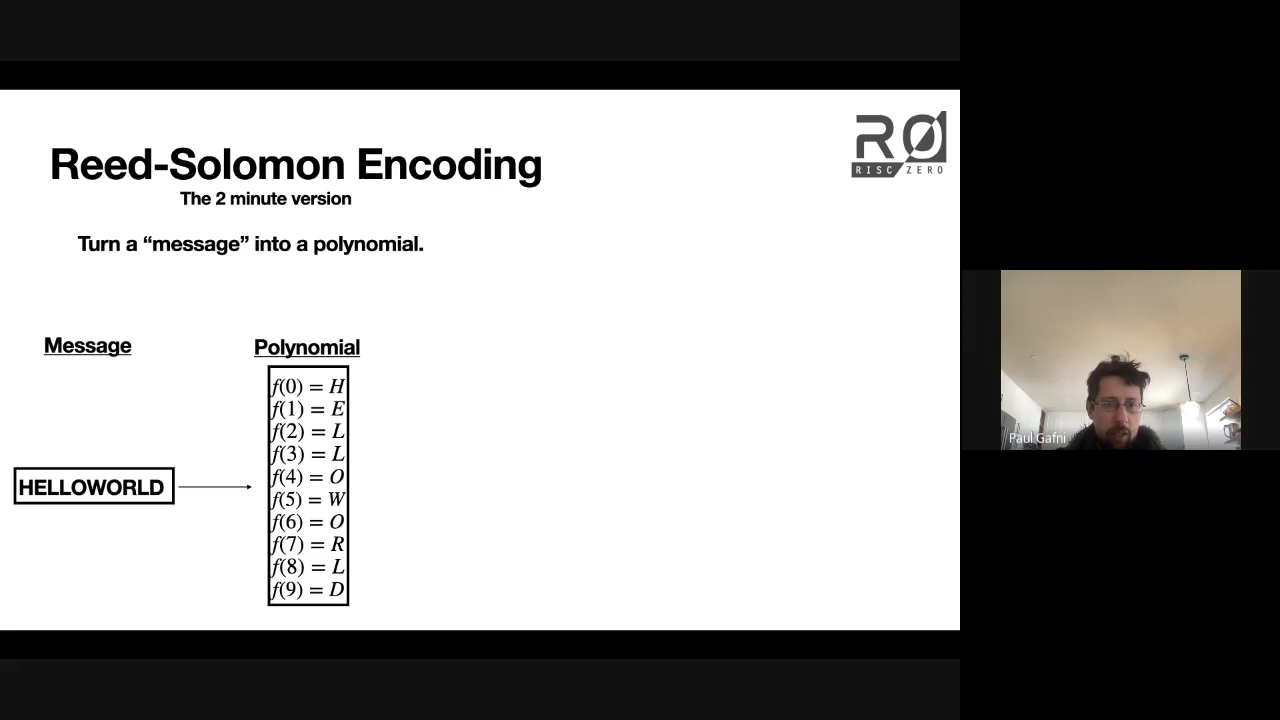 Reed-Solomon Encoding
The 2 minute version
Turn a “message” into a polynomial.
RØ
RISC ZERO
Message
Polynomial
f(0) = H
f(1) = E
f(2) = L
f(3) = L
f(4) = O
f(5) = W
f(6) = O
f(7) = R
f(8) = L
f(9) = D
HELLOWORLD
Paul Gafni